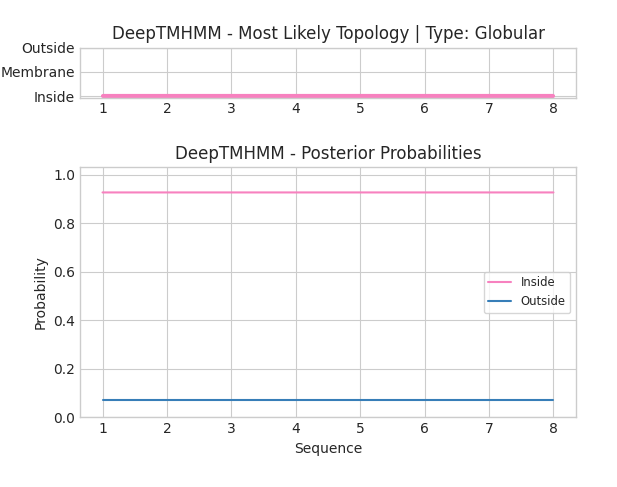 DeepTMHMM - Most Likely Topology | Type: Globular
Outside
Membrane
Inside
1 2 3 4 5 6 7 8
DeepTMHMM - Posterior Probabilities
1.0
0.8
0.6
0.4
0.2
0.0
Probability
Inside
Outside
1 2 3 4 5 6 7 8
Sequence